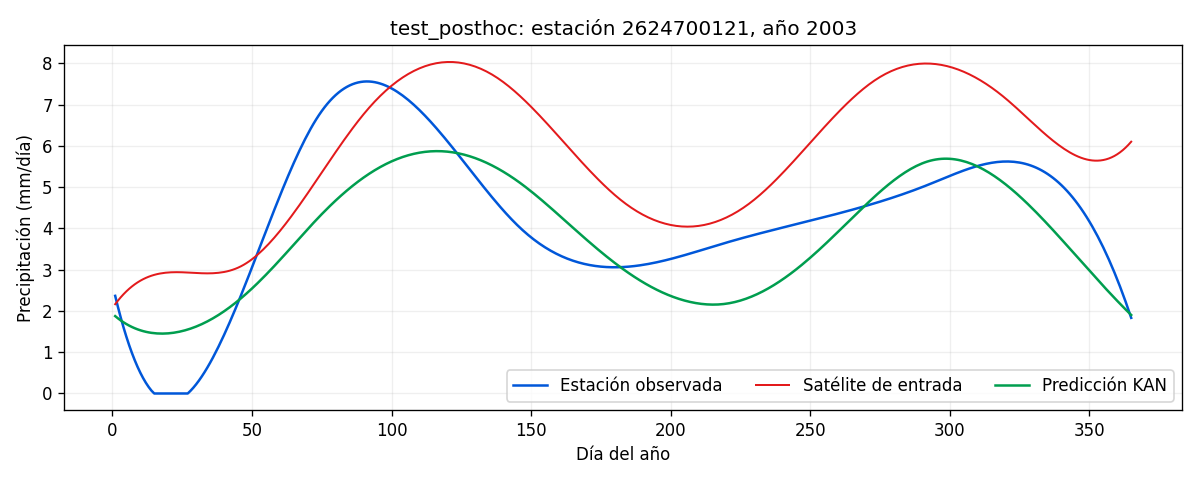 test_posthoc: estación 2624700121, año 2003
Precipitación (mm/día)
8
7
6
5
4
3
2
1
0
Estación observada
Satélite de entrada
Predicción KAN
0
50
100
150
200
250
300
350
Día del año